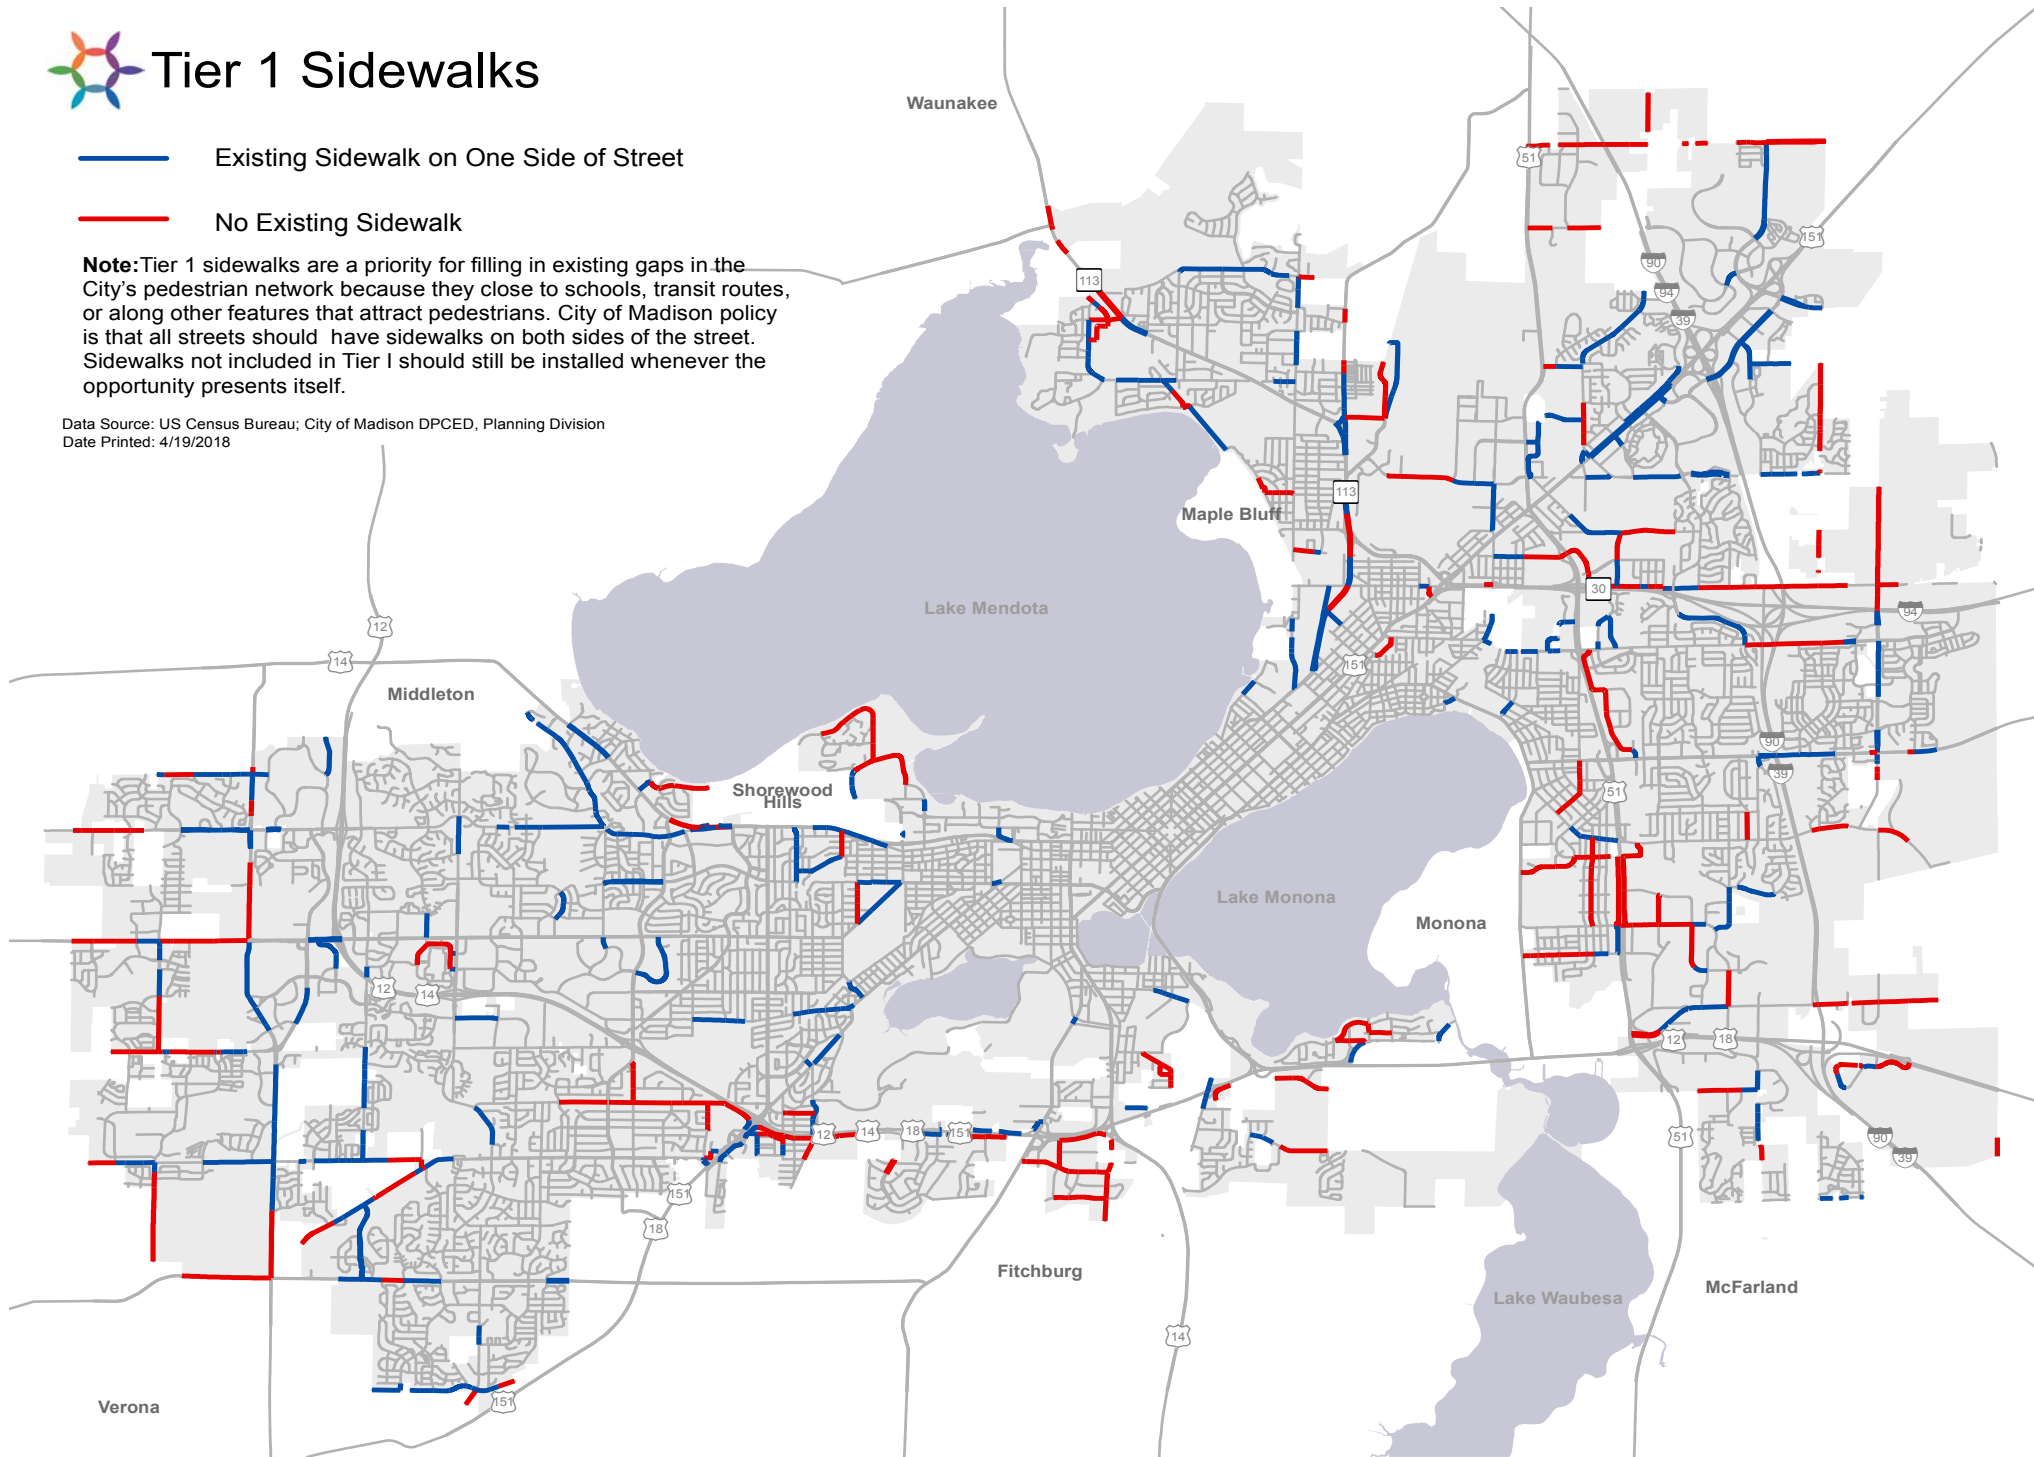 Tier 1 Sidewalks
Existing Sidewalk on One Side of Street
No Existing Sidewalk
Note:Tier 1 sidewalks are a priority for filling in existing gaps in the
City's pedestrian network because they close to schools, transit routes,
or along other features that attract pedestrians. City of Madison policy
is that all streets should  have sidewalks on both sides of the street.
Sidewalks not included in Tier I should still be installed whenever the
opportunity presents itself.
Data Source: US Census Bureau; City of Madison DPCED, Planning Division
Date Printed: 4/19/2018
Waunakee
51
151
90
94
39
113
113
Maple Bluff
30
94
Lake Mendota
12
14
Middleton
151
Shorewood
Hills
90
39
51
Lake Monona
Monona
12
14
12
18
12
14
18
151
51
90
39
151
18
Fitchburg
McFarland
Lake Waubesa
14
151
Verona